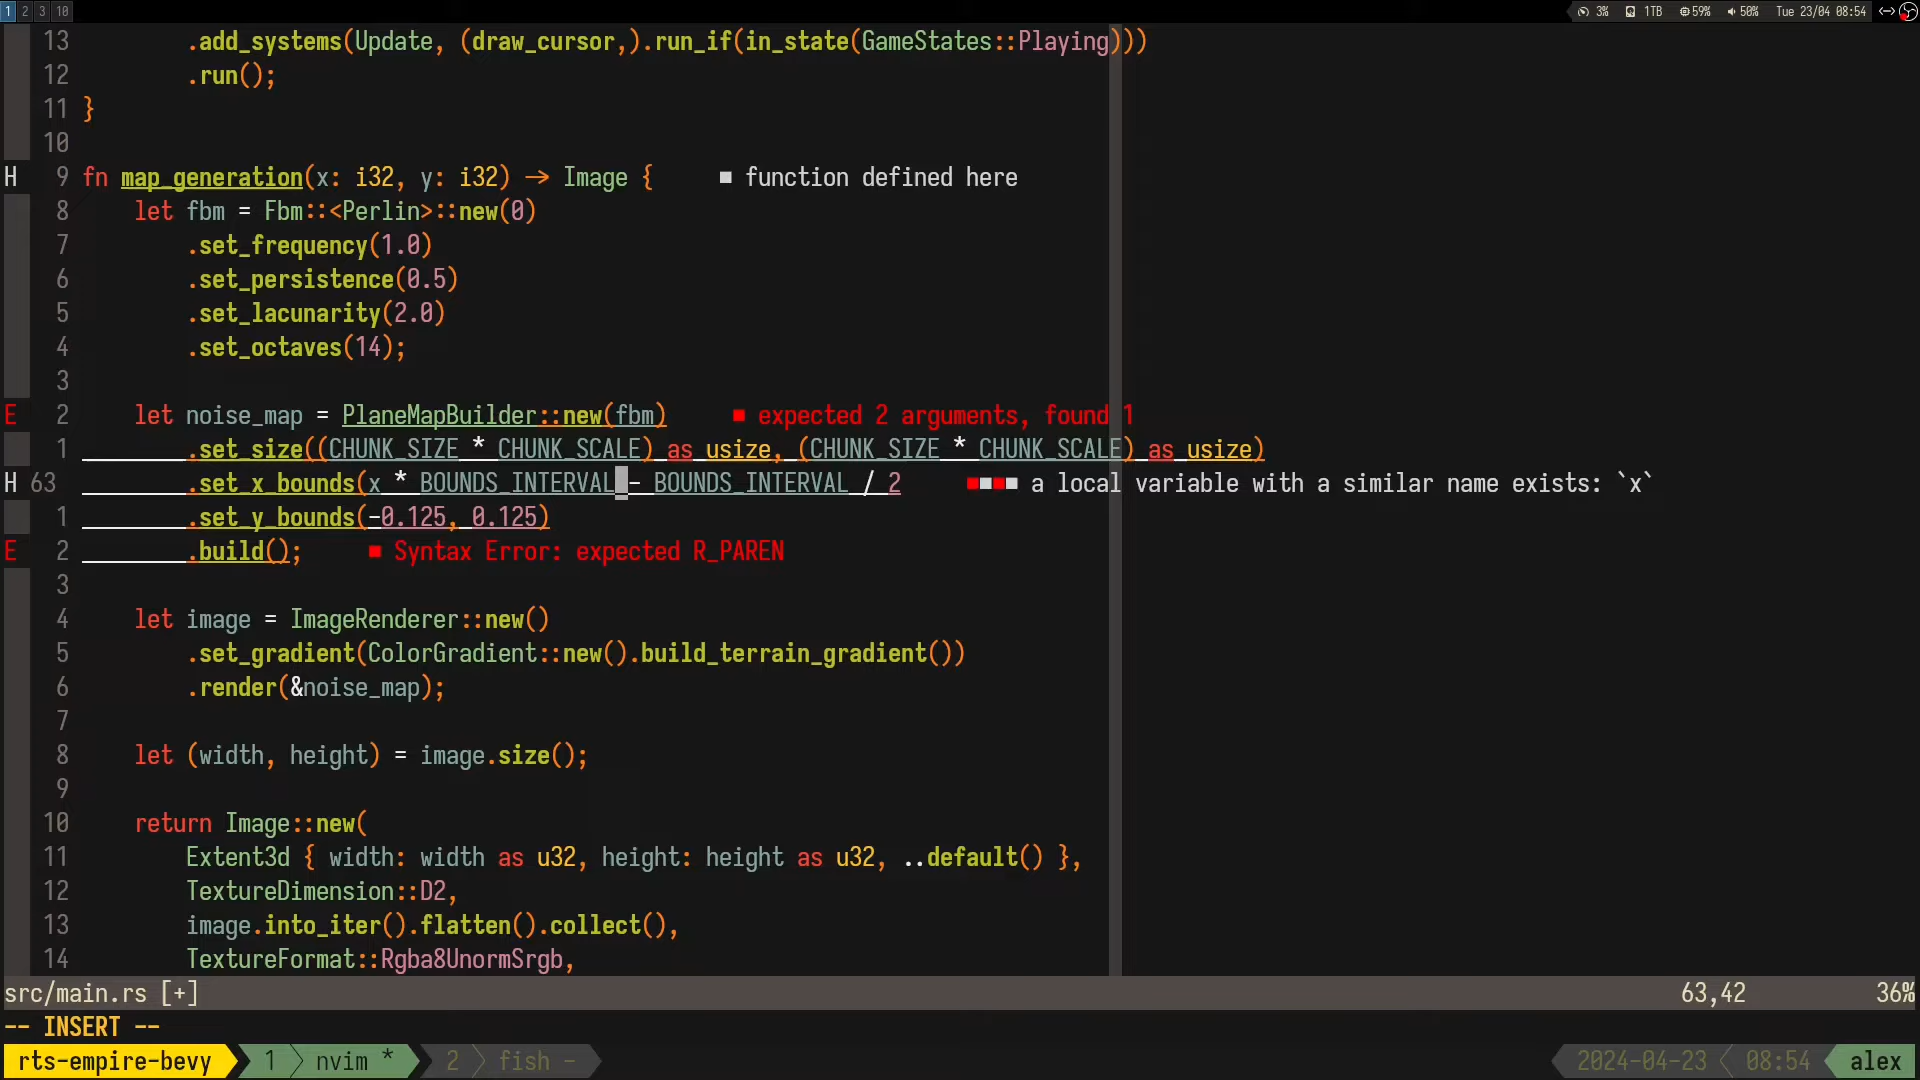 1 2 3 10 3% 1TB 59% 50% Tue 23/04 08:54
13 .add_systems(Update, (draw_cursor,).run_if(in_state(GameStates::Playing)))
12 .run();
11 }
10
H 9 fn map_generation(x: i32, y: i32) -> Image { ■ function defined here
8 let fbm = Fbm::<Perlin>::new(0)
7 .set_frequency(1.0)
6 .set_persistence(0.5)
5 .set_lacunarity(2.0)
4 .set_octaves(14);
3
E 2 let noise_map = PlaneMapBuilder::new(fbm) ■ expected 2 arguments, found 1
1 .set_size((CHUNK_SIZE * CHUNK_SCALE) as usize, (CHUNK_SIZE * CHUNK_SCALE) as usize)
H 63 .set_x_bounds(x * BOUNDS_INTERVAL - BOUNDS_INTERVAL / 2 ■■■■ a local variable with a similar name exists: `x`
1 .set_y_bounds(-0.125, 0.125)
E 2 .build(); ■ Syntax Error: expected R_PAREN
3
4 let image = ImageRenderer::new()
5 .set_gradient(ColorGradient::new().build_terrain_gradient())
6 .render(&noise_map);
7
8 let (width, height) = image.size();
9
10 return Image::new(
11 Extent3d { width: width as u32, height: height as u32, ..default() },
12 TextureDimension::D2,
13 image.into_iter().flatten().collect(),
14 TextureFormat::Rgba8UnormSrgb,
src/main.rs [+] 63,42 36%
-- INSERT --
rts-empire-bevy 1 nvim * 2 fish - 2024-04-23 08:54 alex